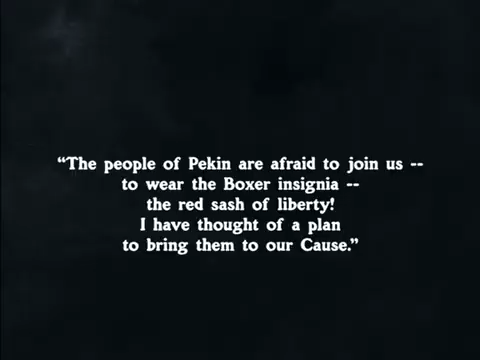 “The people of Pekin are afraid to join us --
to wear the Boxer insignia --
the red sash of liberty!
I have thought of a plan
to bring them to our Cause.”